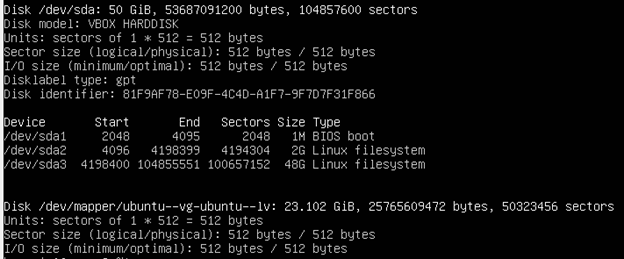 Disk /dev/sda: 50 GiB, 53687091200 bytes, 104857600 sectors
Disk model: VBOX HARDDISK
Units: sectors of 1 * 512 = 512 bytes
Sector size (logical/physical): 512 bytes / 512 bytes
I/O size (minimum/optimal): 512 bytes / 512 bytes
Disklabel type: gpt
Disk identifier: 81F9AF78-E09F-4C4D-A1F7-9F7D7F31F866
Device Start End Sectors Size Type
/dev/sda1 2048 4095 2048 1M BIOS boot
/dev/sda2 4096 4198399 4194304 2G Linux filesystem
/dev/sda3 4198400 104855551 100657152 48G Linux filesystem
Disk /dev/mapper/ubuntu--vg-ubuntu--lv: 23.102 GiB, 25765609472 bytes, 50323456 sectors
Units: sectors of 1 * 512 = 512 bytes
Sector size (logical/physical): 512 bytes / 512 bytes
I/O size (minimum/optimal): 512 bytes / 512 bytes